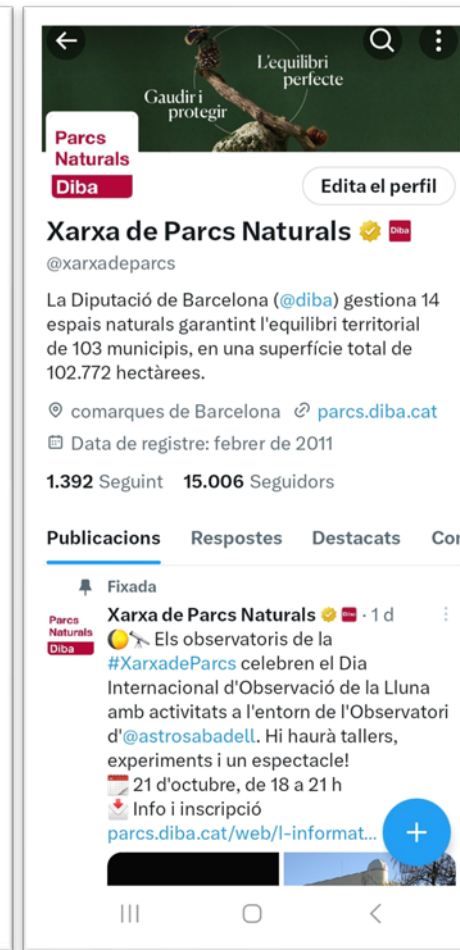 L'equilibri
perfecte
Gaudir i
protegir
Parcs
Naturals
Diba
Edita el perfil
Xarxa de Parcs Naturals Diba
@xarxadeparcs
La Diputació de Barcelona (@diba) gestiona 14
espais naturals garantint l'equilibri territorial
de 103 municipis, en una superfície total de
102.772 hectàrees.
comarques de Barcelona parcs.diba.cat
Data de registre: febrer de 2011
1.392 Seguint 15.006 Seguidors
Publicacions Respostes Destacats Con
Fixada
Parcs
Naturals
Diba
Xarxa de Parcs Naturals · 1 d
Els observatoris de la
#XarxadeParcs celebren el Dia
Internacional d'Observació de la Lluna
amb activitats a l'entorn de l'Observatori
d'@astrosabadell. Hi haurà tallers,
experiments i un espectacle!
21 d'octubre, de 18 a 21 h
Info i inscripció
parcs.diba.cat/web/l-informat...